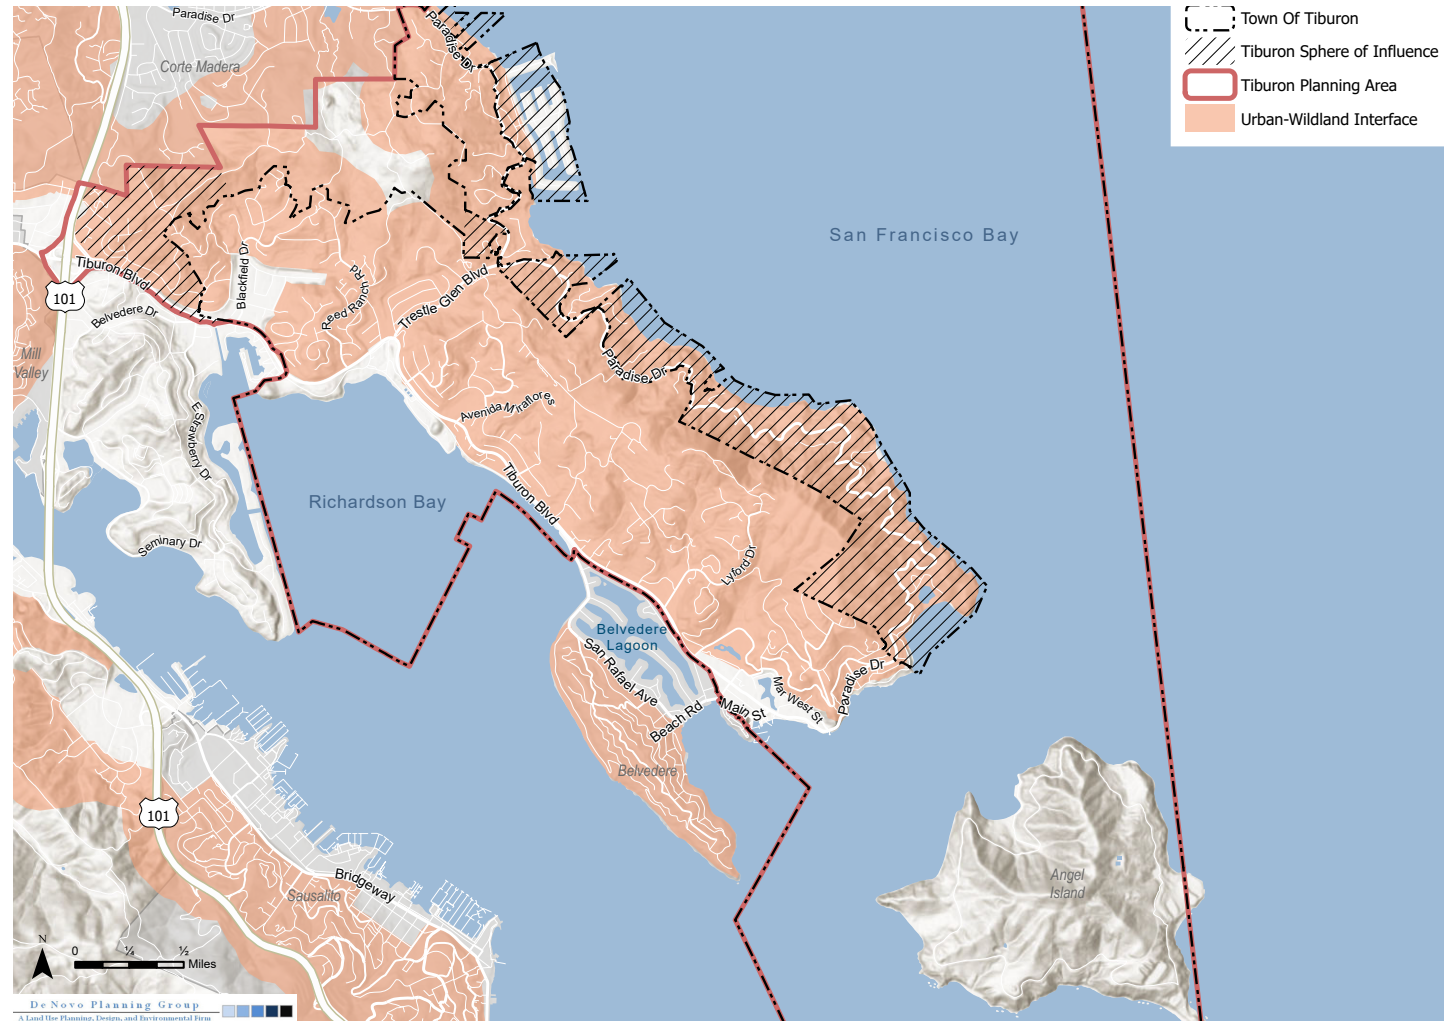 Town Of Tiburon
Tiburon Sphere of Influence
Tiburon Planning Area
Urban-Wildland Interface
Paradise Dr
Corte Madera
Paradise Dr
San Francisco Bay
Tiburon Blvd
101
Blackfield Dr
Belvedere Dr
Reed Ranch Rd
Trestle Glen Blvd
Mill
Valley
Paradise Dr
Avenida Miraflores
E Strawberry Dr
Richardson Bay
Tiburon Blvd
Seminary Dr
Lyford Dr
Belvedere
Lagoon
San Rafael Ave
Paradise Dr
Mar West St
Main St
Beach Rd
Belvedere
101
Bridgeway
Sausalito
Angel
Island
N
0 ¼ ½
Miles
De Novo Planning Group
A Land Use Planning, Design, and Environmental Firm